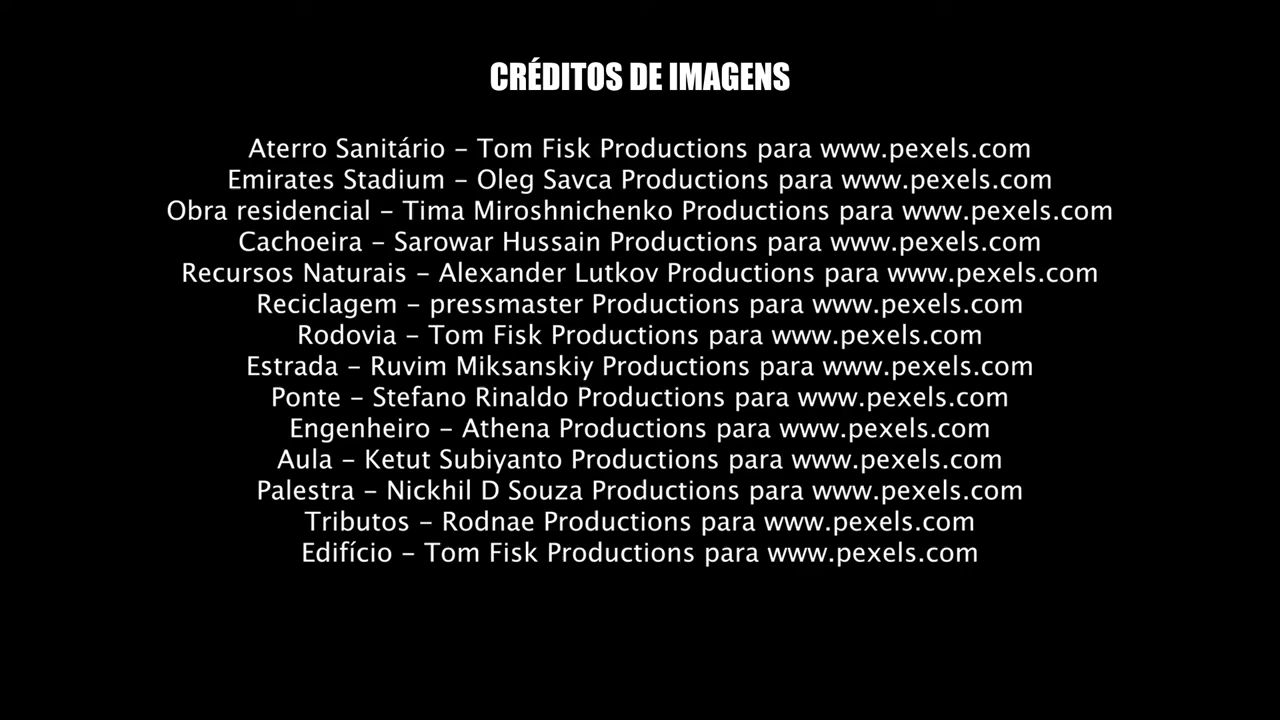 CRÉDITOS DE IMAGENS
Aterro Sanitário – Tom Fisk Productions para www.pexels.com
Emirates Stadium – Oleg Savca Productions para www.pexels.com
Obra residencial – Tima Miroshnichenko Productions para www.pexels.com
Cachoeira – Sarowar Hussain Productions para www.pexels.com
Recursos Naturais – Alexander Lutkov Productions para www.pexels.com
Reciclagem – pressmaster Productions para www.pexels.com
Rodovia – Tom Fisk Productions para www.pexels.com
Estrada – Ruvim Miksanskiy Productions para www.pexels.com
Ponte – Stefano Rinaldo Productions para www.pexels.com
Engenheiro – Athena Productions para www.pexels.com
Aula – Ketut Subiyanto Productions para www.pexels.com
Palestra – Nickhil D Souza Productions para www.pexels.com
Tributos – Rodnae Productions para www.pexels.com
Edifício – Tom Fisk Productions para www.pexels.com